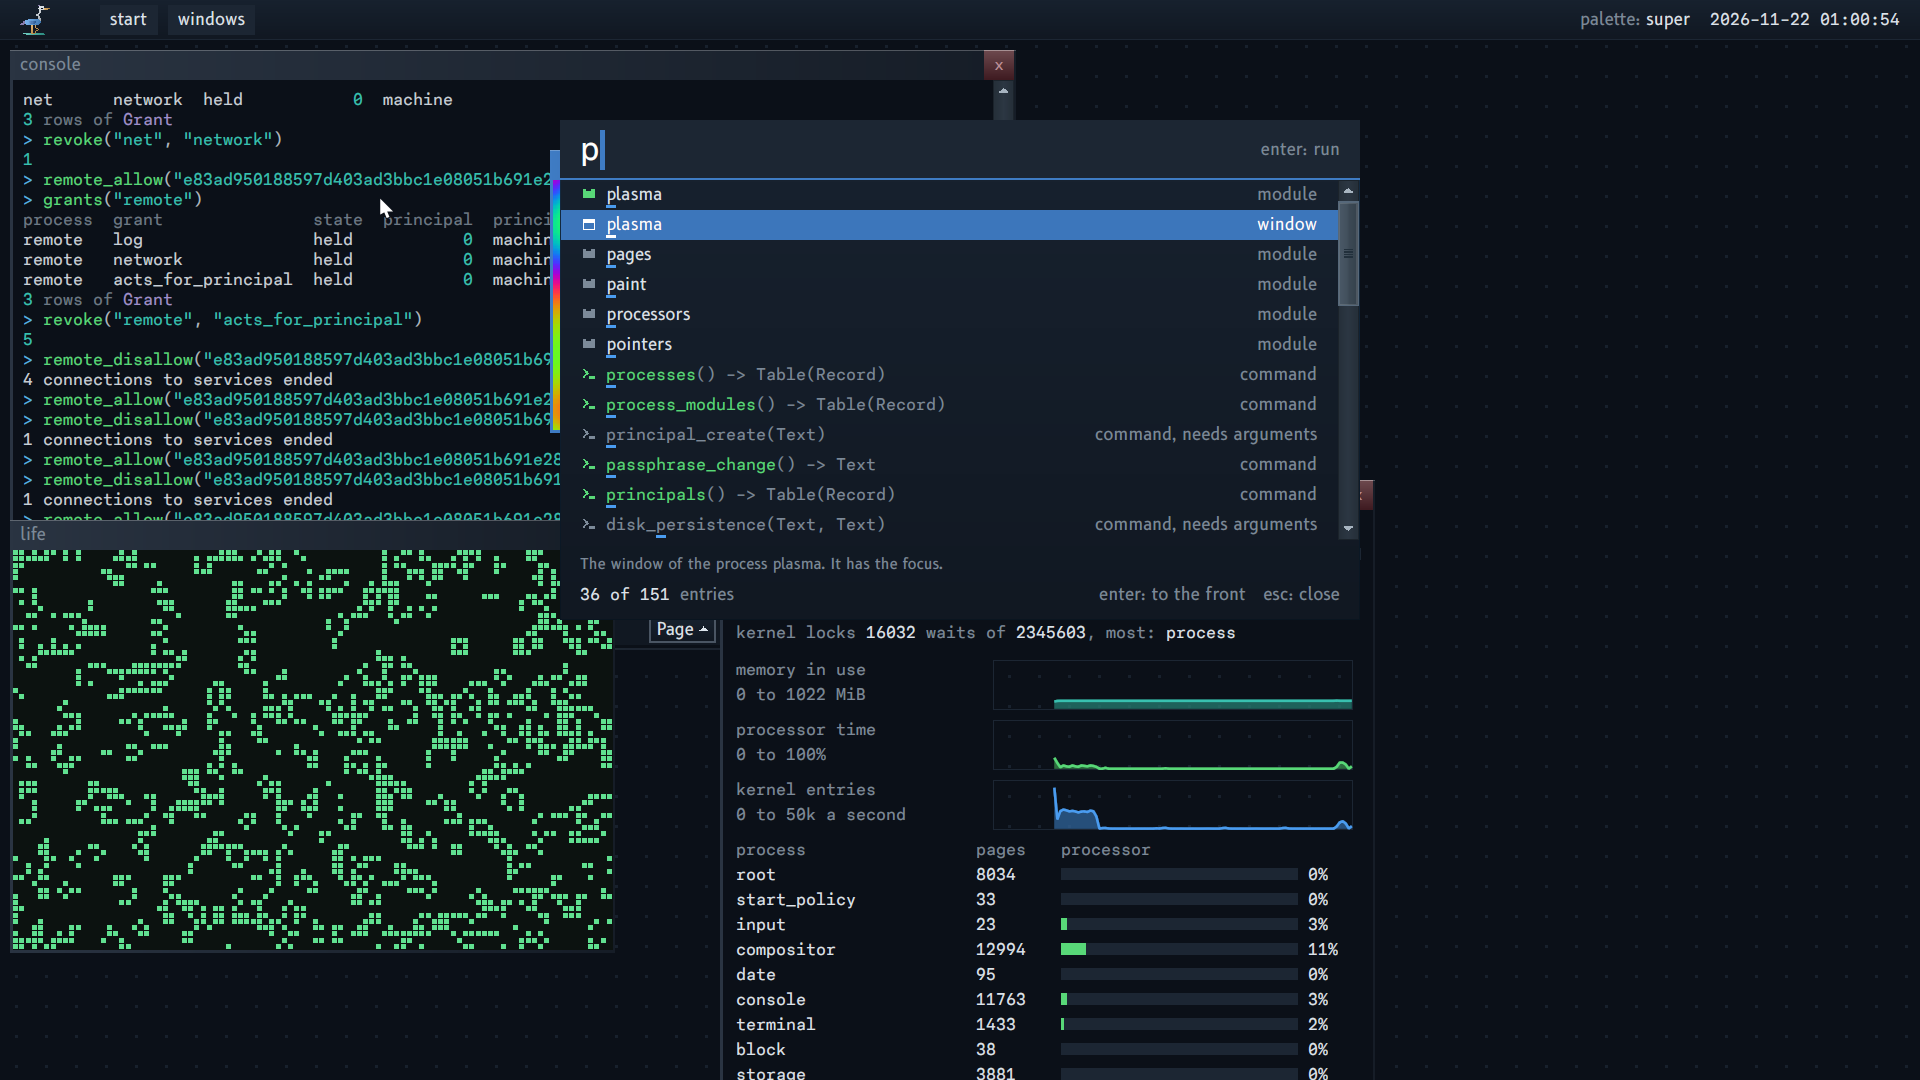 start windows palette: super 2026-11-22 01:00:54
console x
net network held 0 machine
3 rows of Grant
> revoke("net", "network")
1
> remote_allow("e83ad950188597d403ad3bbc1e08051b691e2
> grants("remote")
process grant state principal princi
remote log held 0 machin
remote network held 0 machin
remote acts_for_principal held 0 machin
3 rows of Grant
> revoke("remote", "acts_for_principal")
5
> remote_disallow("e83ad950188597d403ad3bbc1e08051b69
4 connections to services ended
> remote_allow("e83ad950188597d403ad3bbc1e08051b691e2
> remote_disallow("e83ad950188597d403ad3bbc1e08051b69
1 connections to services ended
> remote_allow("e83ad950188597d403ad3bbc1e08051b691e28
> remote_disallow("e83ad950188597d403ad3bbc1e08051b691
1 connections to services ended
> remote_allow("e83ad950188597d403ad3bbc1e08051b691e28
p enter: run
plasma module
plasma window
pages module
paint module
processors module
pointers module
processes() -> Table(Record) command
process_modules() -> Table(Record) command
principal_create(Text) command, needs arguments
passphrase_change() -> Text command
principals() -> Table(Record) command
disk_persistence(Text, Text) command, needs arguments
The window of the process plasma. It has the focus.
36 of 151 entries enter: to the front esc: close
life
Page
kernel locks 16032 waits of 2345603, most: process
memory in use
0 to 1022 MiB
processor time
0 to 100%
kernel entries
0 to 50k a second
process pages processor
root 8034 0%
start_policy 33 0%
input 23 3%
compositor 12994 11%
date 95 0%
console 11763 3%
terminal 1433 2%
block 38 0%
storage 3881 0%